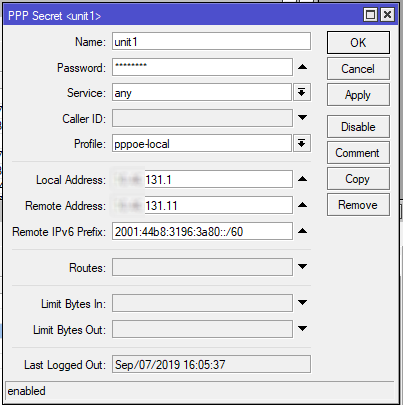 PPP Secret <unit1>
Name: unit1
OK
Password: ********
Cancel
Service: any
Apply
Caller ID:
Disable
Profile: pppoe-local
Comment
Local Address: 131.1
Copy
Remote Address: 131.11
Remove
Remote IPv6 Prefix: 2001:44b8:3196:3a80::/60
Routes:
Limit Bytes In:
Limit Bytes Out:
Last Logged Out: Sep/07/2019 16:05:37
enabled